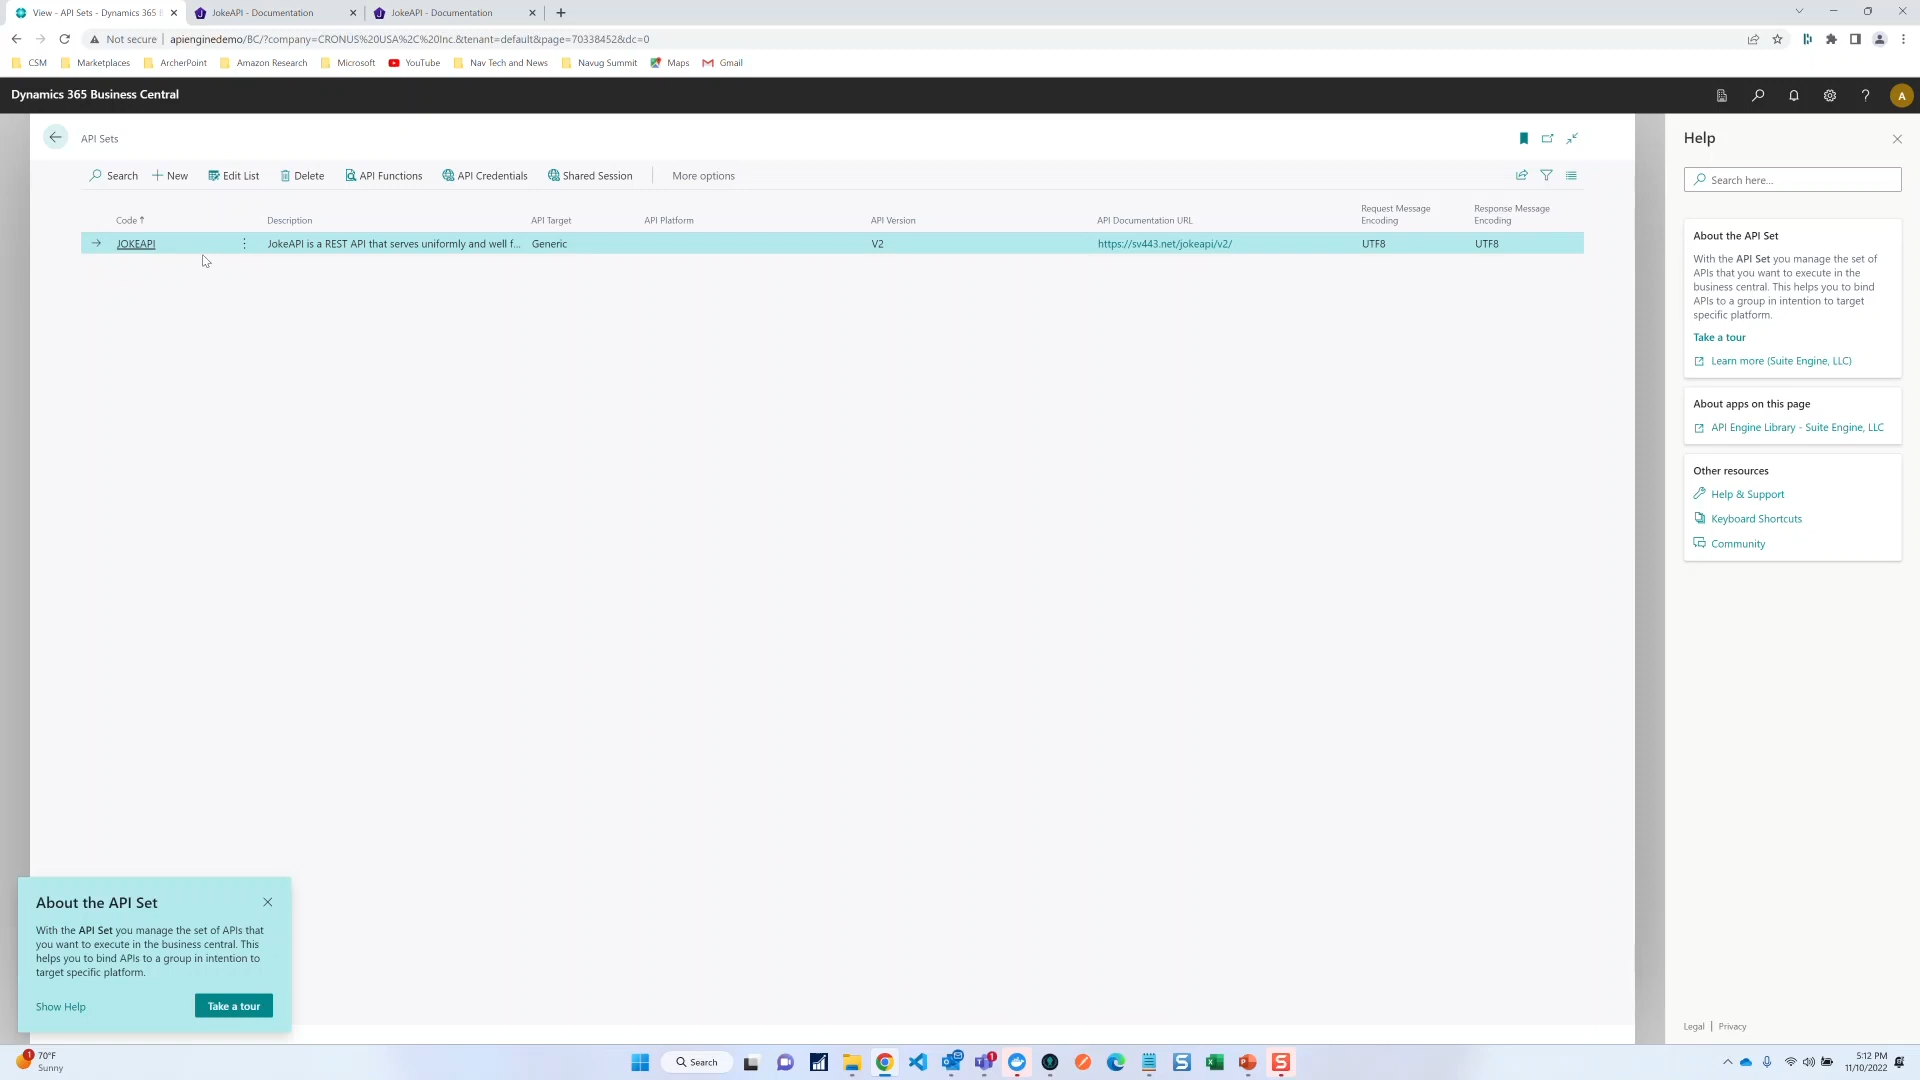 View - API Sets - Dynamics 365 B
JokeAPI - Documentation
JokeAPI - Documentation
Not secure
apienginedemo/BC/?company=CRONUS%20USA%2C%20Inc.&tenant=default&page=70338452&dc=0
CSM
Marketplaces
ArcherPoint
Amazon Research
Microsoft
YouTube
Nav Tech and News
Navug Summit
Maps
Gmail
Dynamics 365 Business Central
A
API Sets
Search
New
Edit List
Delete
API Functions
API Credentials
Shared Session
More options
Code ↑
Description
API Target
API Platform
API Version
API Documentation URL
Request Message
Encoding
Response Message
Encoding
JOKEAPI
JokeAPI is a REST API that serves uniformly and well f...
Generic
V2
https://sv443.net/jokeapi/v2/
UTF8
UTF8
Help
Search here...
About the API Set
With the API Set you manage the set of
APIs that you want to execute in the
business central. This helps you to bind
APIs to a group in intention to target
specific platform.
Take a tour
Learn more (Suite Engine, LLC)
About apps on this page
API Engine Library - Suite Engine, LLC
Other resources
Help & Support
Keyboard Shortcuts
Community
Legal | Privacy
About the API Set
With the API Set you manage the set of APIs that
you want to execute in the business central. This
helps you to bind APIs to a group in intention to
target specific platform.
Show Help
Take a tour
1
70°F
Sunny
Search
1
S
S
5:12 PM
11/10/2022